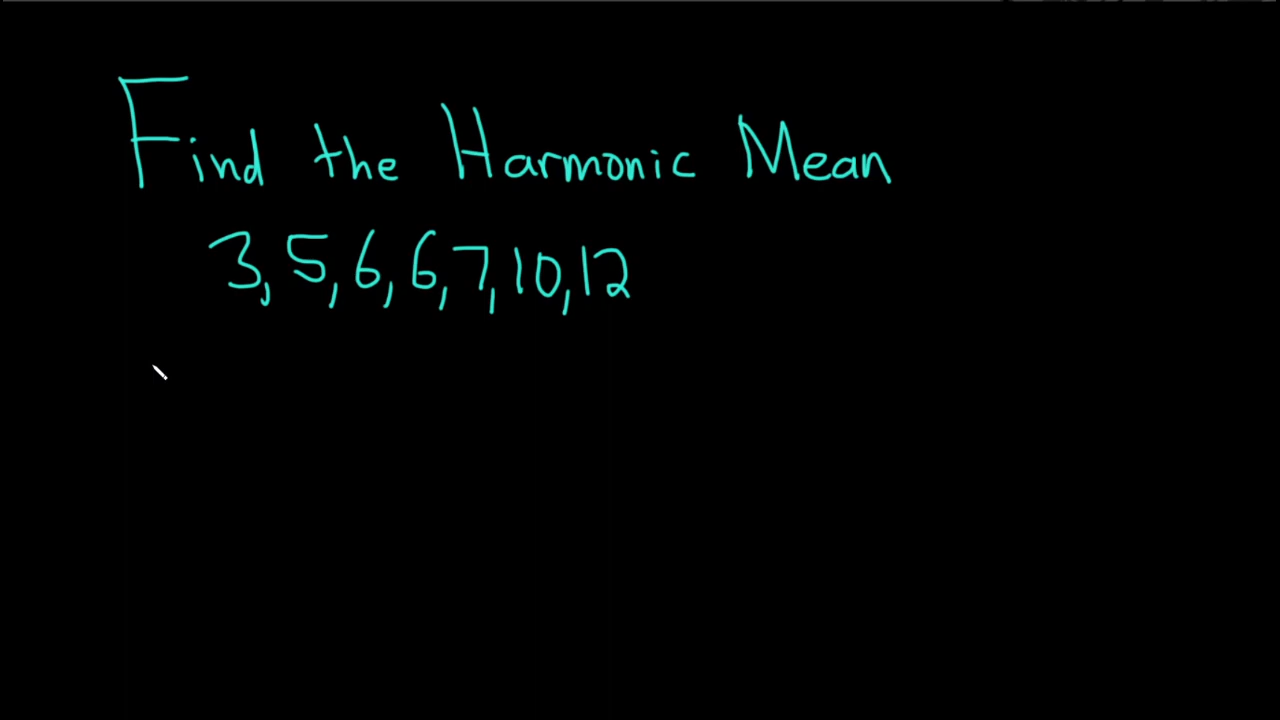 Find the Harmonic Mean
3, 5, 6, 6, 7, 10, 12